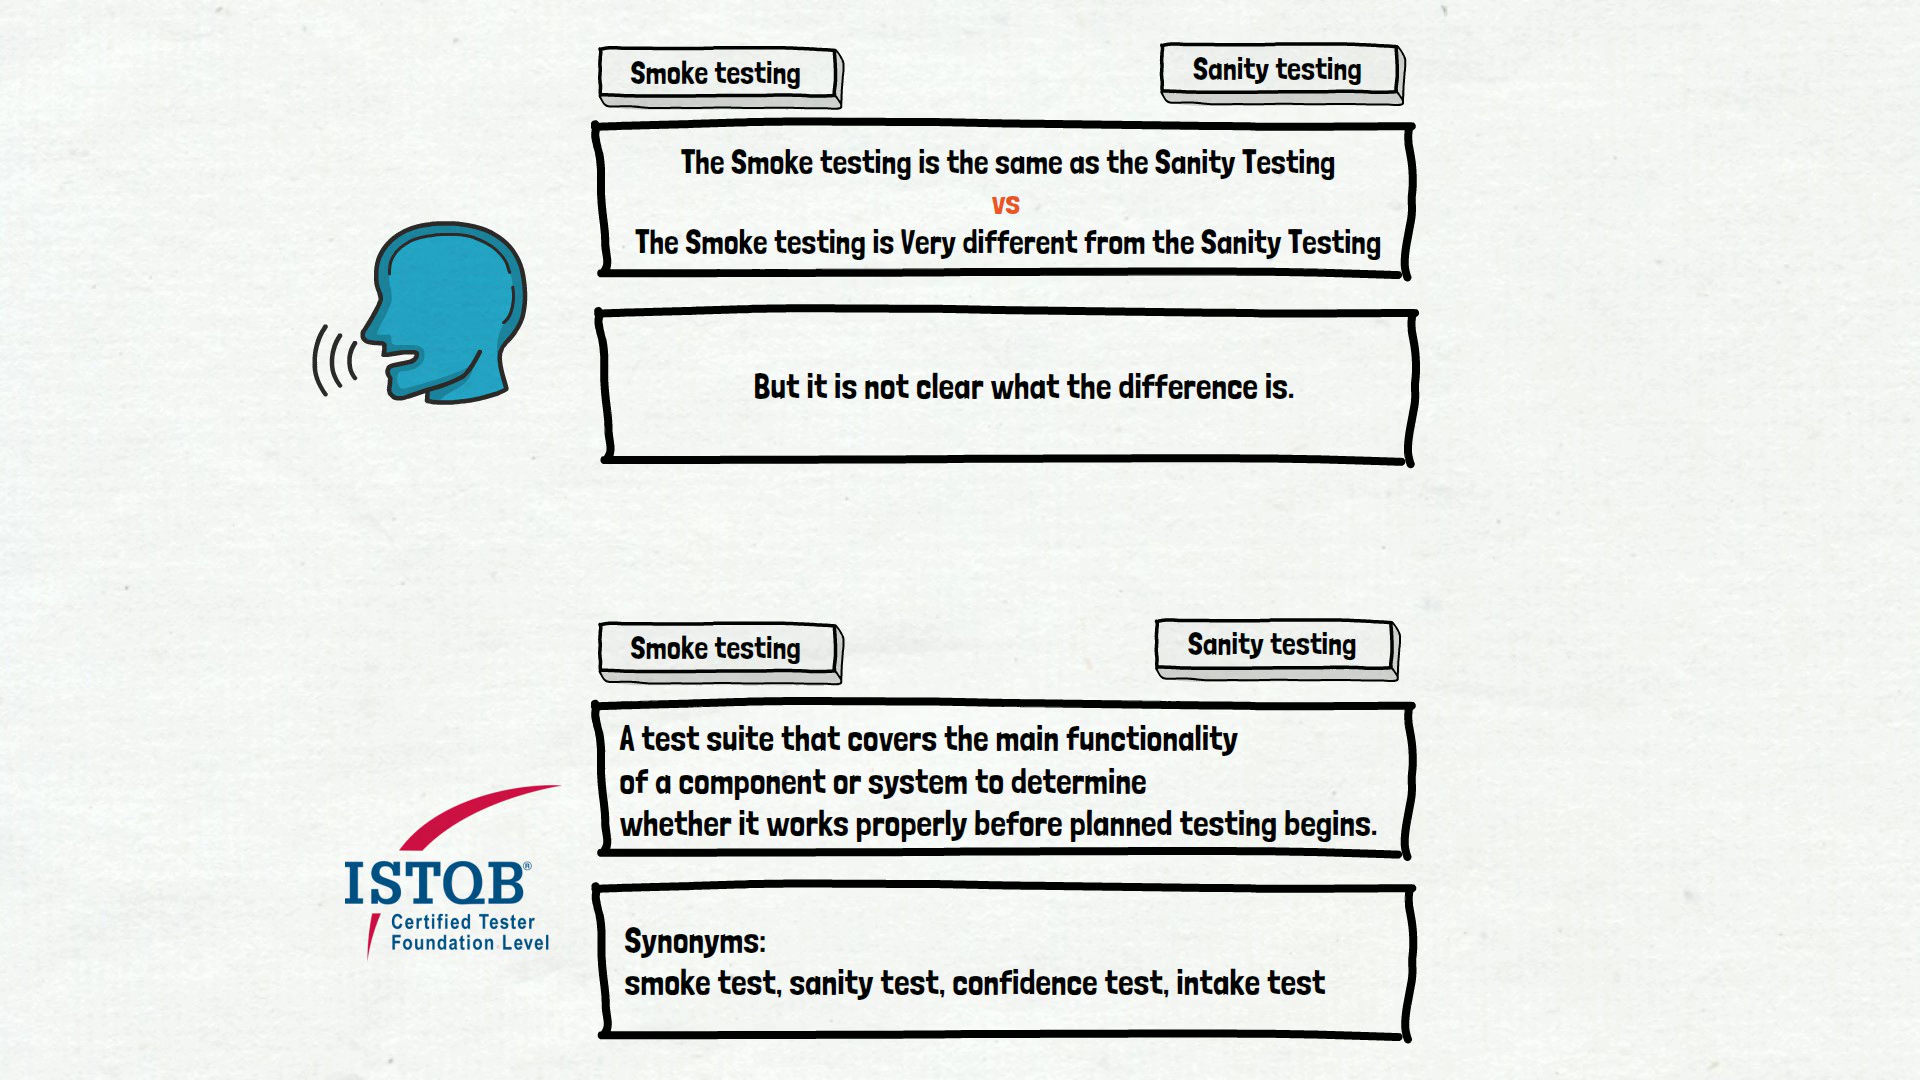 Smoke testing
Sanity testing
The Smoke testing is the same as the Sanity Testing
vs
The Smoke testing is Very different from the Sanity Testing
But it is not clear what the difference is.
Smoke testing
Sanity testing
A test suite that covers the main functionality
of a component or system to determine
whether it works properly before planned testing begins.
ISTQB®
Certified Tester
Foundation Level
Synonyms:
smoke test, sanity test, confidence test, intake test